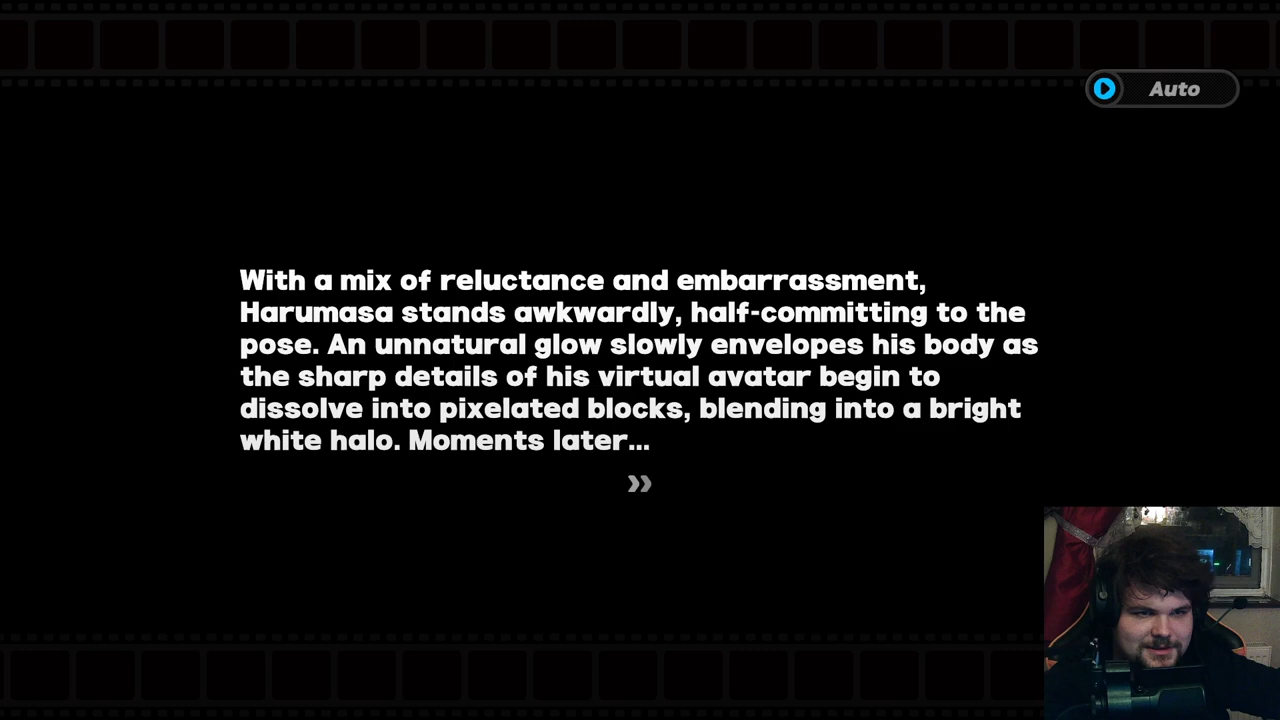 Auto
With a mix of reluctance and embarrassment,
Harumasa stands awkwardly, half-committing to the
pose. An unnatural glow slowly envelopes his body as
the sharp details of his virtual avatar begin to
dissolve into pixelated blocks, blending into a bright
white halo. Moments later...